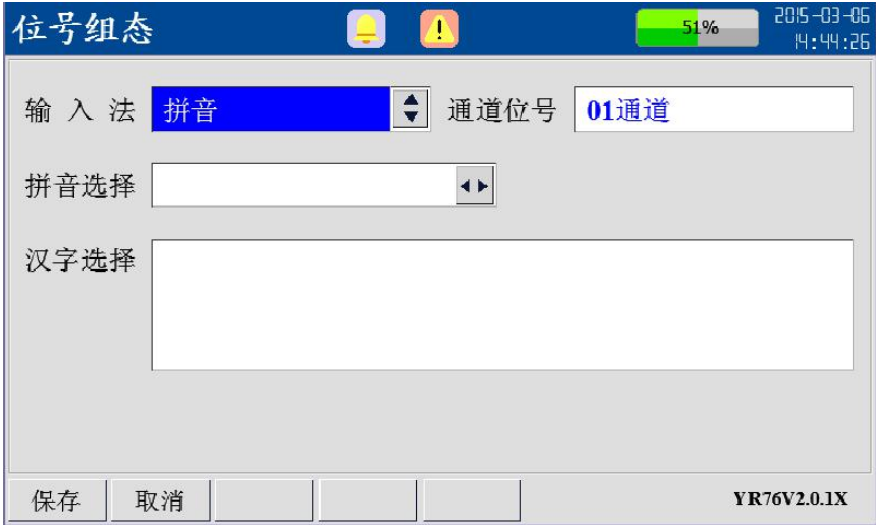 位号组态
51%
2015-03-06
14:44:26
输入法 拼音 通道位号 01通道
拼音选择
汉字选择
保存 取消 YR76V2.0.1X